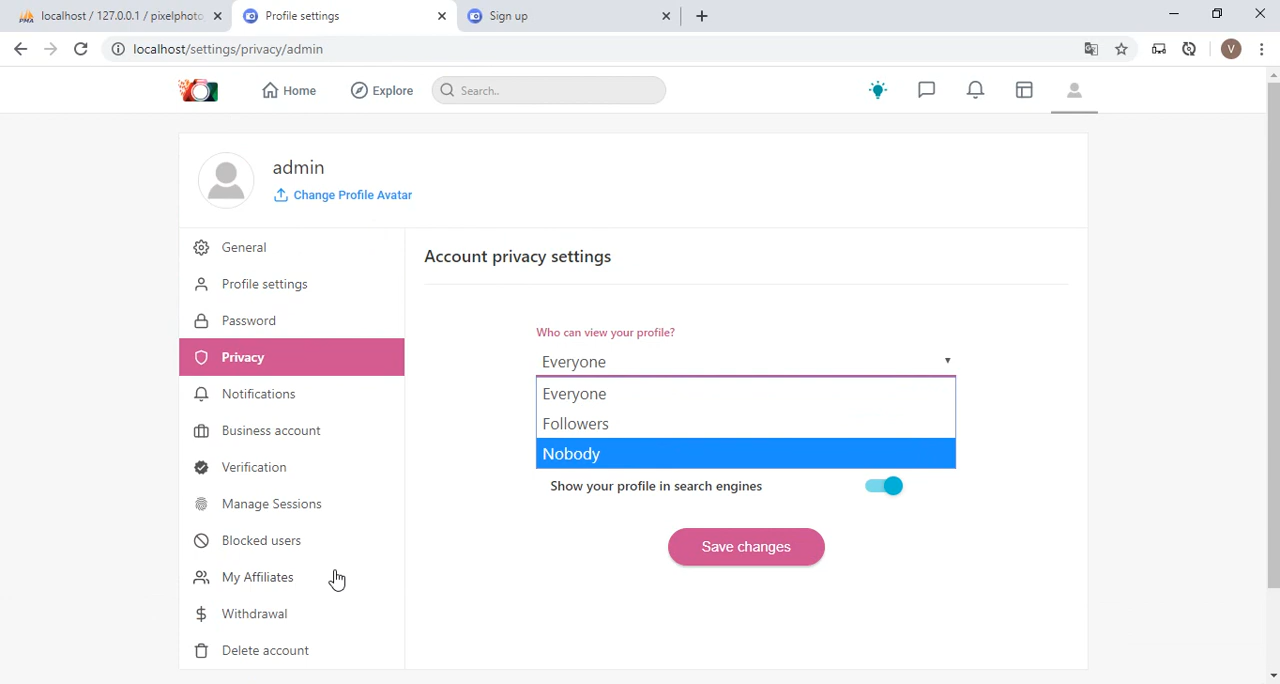 localhost / 127.0.0.1 / pixelphoto
Profile settings
Sign up
localhost/settings/privacy/admin
V
Home
Explore
Search..
admin
Change Profile Avatar
General
Profile settings
Password
Privacy
Notifications
Business account
Verification
Manage Sessions
Blocked users
My Affiliates
Withdrawal
Delete account
Account privacy settings
Who can view your profile?
Everyone
Everyone
Followers
Nobody
Show your profile in search engines
Save changes